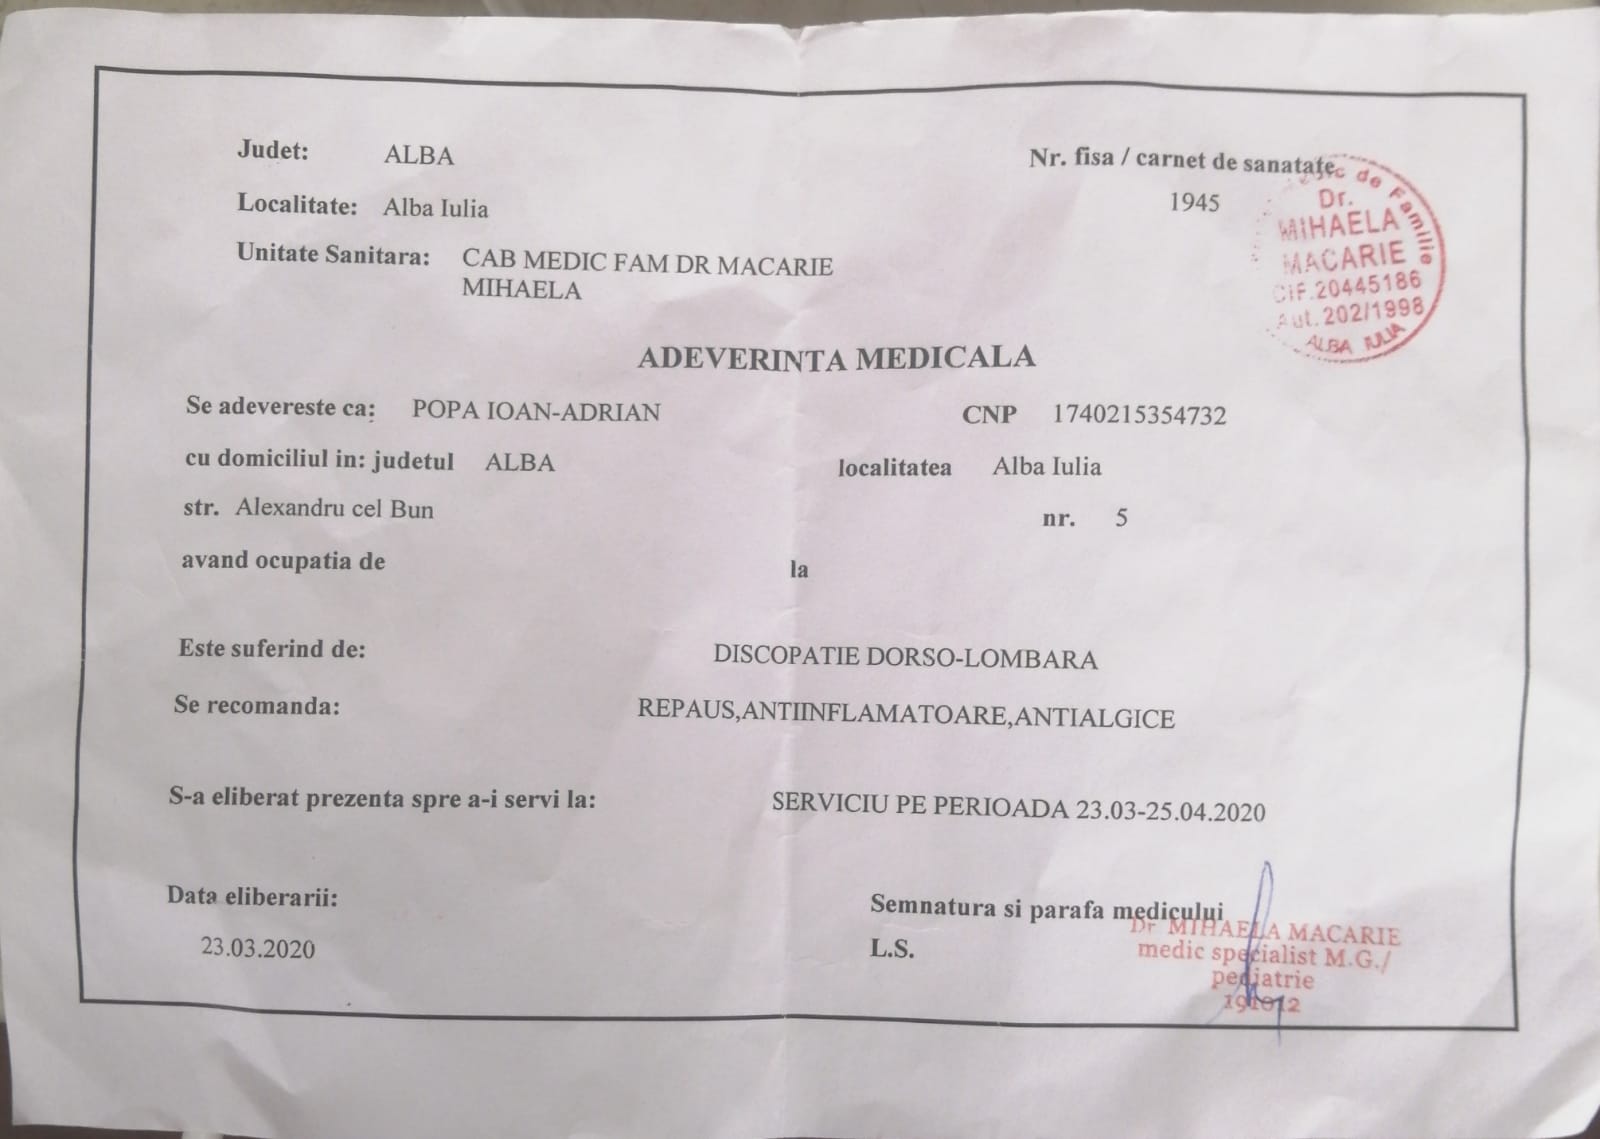 Judet: ALBA
Nr. fisa / carnet de sanatate
1945
Localitate: Alba Iulia
Unitate Sanitara: CAB MEDIC FAM DR MACARIE
MIHAELA
de Familie
Dr.
MIHAELA
MACARIE
CIF.20445186
Aut.202/1998
ALBA IULIA
ADEVERINTA MEDICALA
Se adevereste ca: POPA IOAN-ADRIAN CNP 1740215354732
cu domiciliul in: judetul ALBA localitatea Alba Iulia
str. Alexandru cel Bun nr. 5
avand ocupatia de la
Este suferind de: DISCOPATIE DORSO-LOMBARA
Se recomanda: REPAUS,ANTIINFLAMATOARE,ANTIALGICE
S-a eliberat prezenta spre a-i servi la: SERVICIU PE PERIOADA 23.03-25.04.2020
Data eliberarii: Semnatura si parafa medicului
23.03.2020 L.S.
Dr MIHAELA MACARIE
medic specialist M.G./
pediatrie